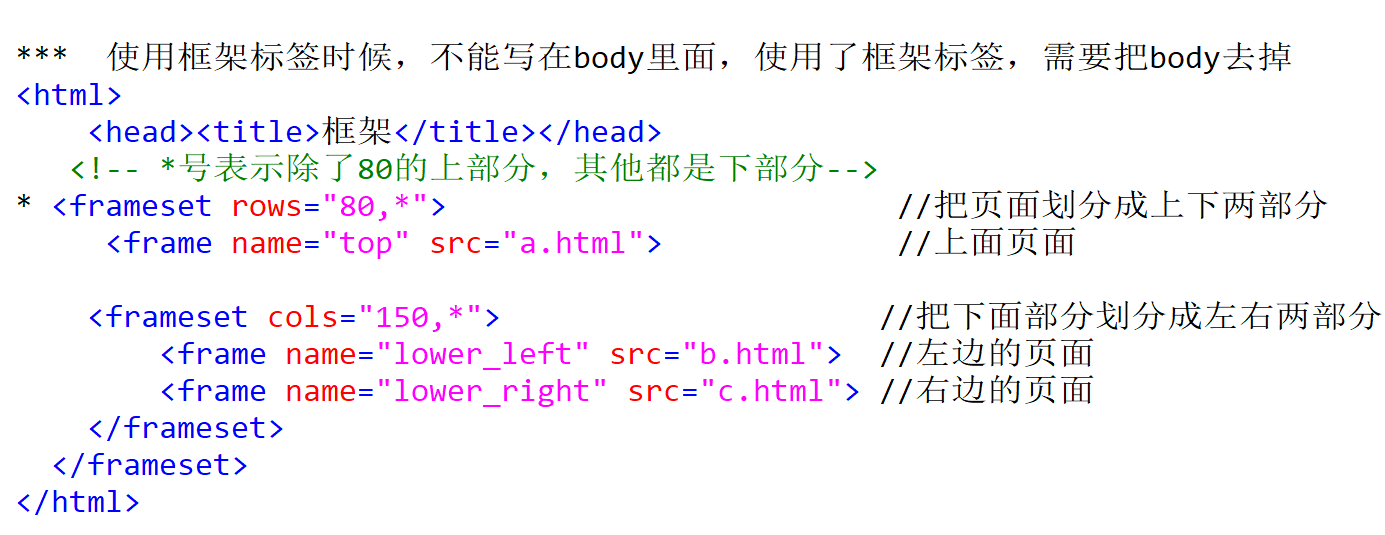 *** 使用框架标签时候，不能写在body里面，使用了框架标签，需要把body去掉
<html>
<head><title>框架</title></head>
<!-- *号表示除了80的上部分，其他都是下部分-->
* <frameset rows="80,*"> //把页面划分成上下两部分
<frame name="top" src="a.html"> //上面页面
<frameset cols="150,*"> //把下面部分划分成左右两部分
<frame name="lower_left" src="b.html"> //左边的页面
<frame name="lower_right" src="c.html"> //右边的页面
</frameset>
</frameset>
</html>